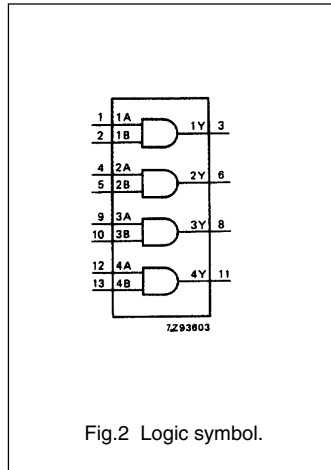 1 1A
2 1B
1Y 3
4 2A
5 2B
2Y 6
9 3A
10 3B
3Y 8
12 4A
13 4B
4Y 11
7Z93603
Fig.2 Logic symbol.